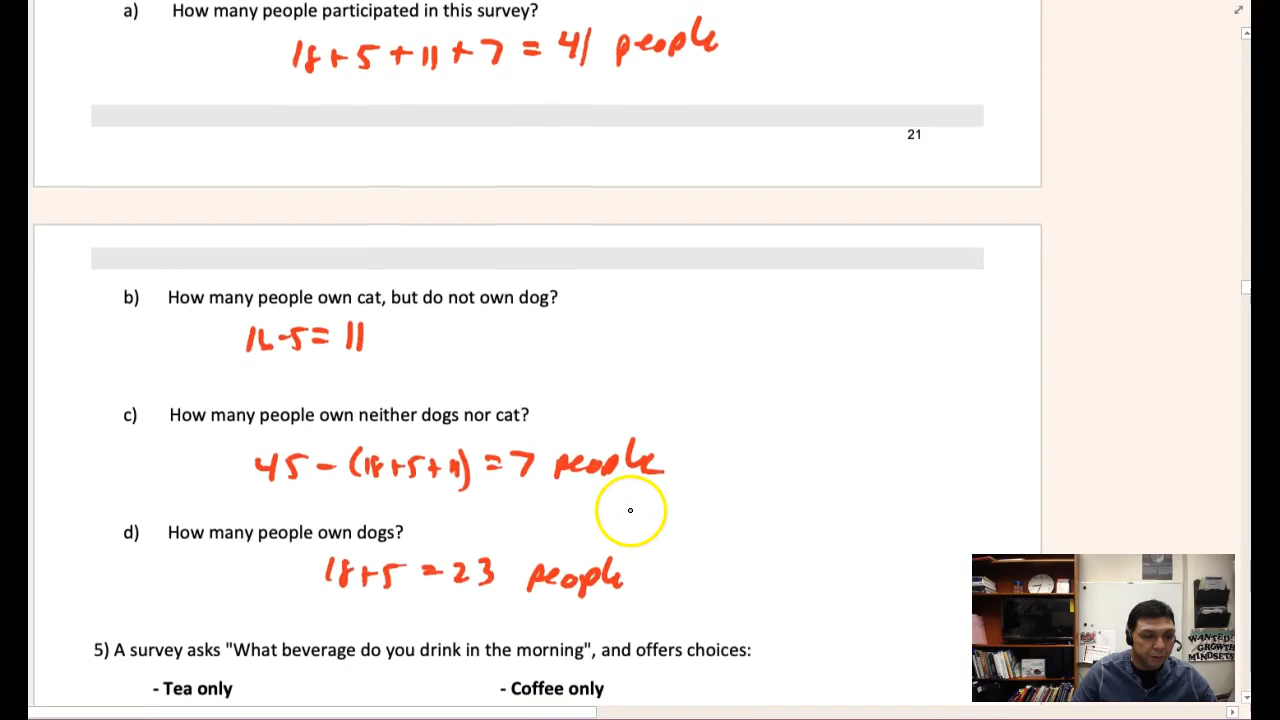 a) How many people participated in this survey?
18 + 5 + 11 + 7 = 41 people
21
b) How many people own cat, but do not own dog?
16 - 5 = 11
c) How many people own neither dogs nor cat?
45 - (18 + 5 + 11) = 7 people
d) How many people own dogs?
18 + 5 = 23 people
5) A survey asks "What beverage do you drink in the morning", and offers choices:
- Tea only - Coffee only
WANTED
GROWTH
MINDSETS